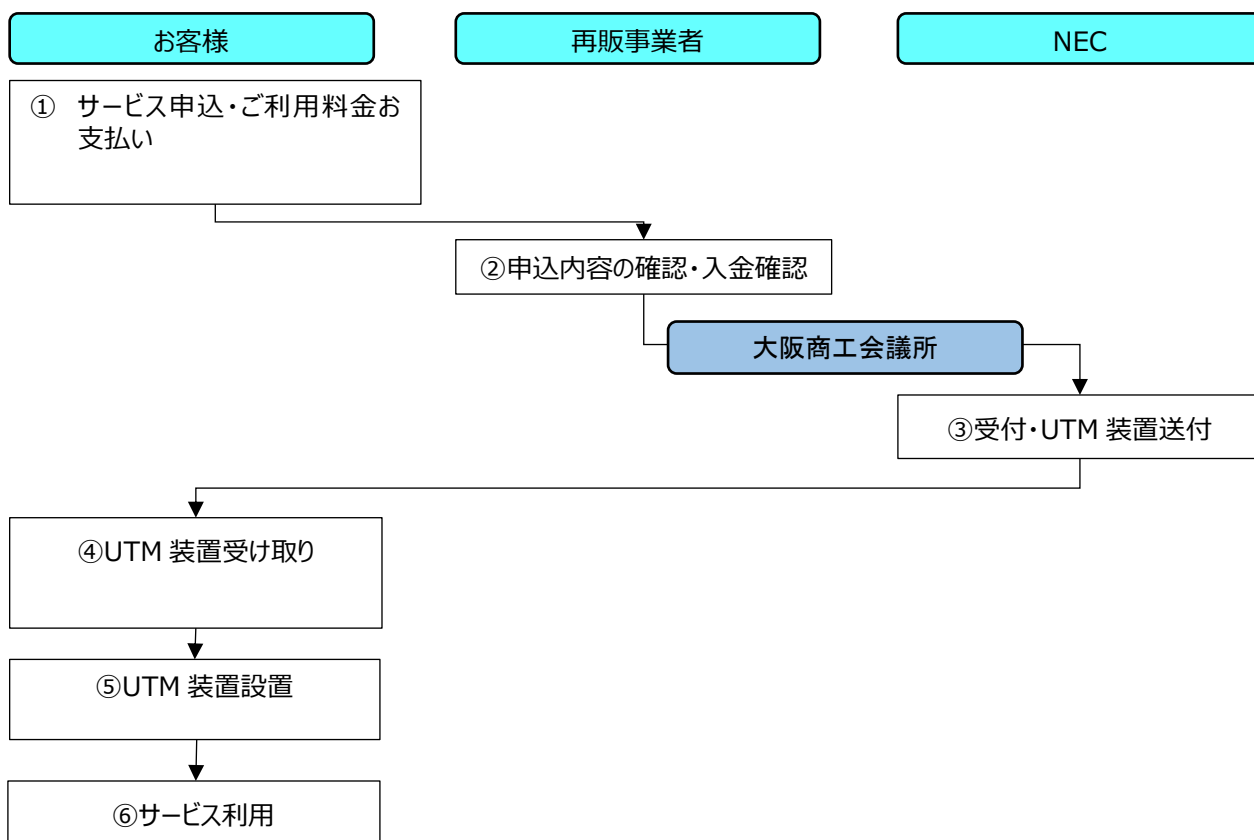 お客様
再販事業者
NEC
① サービス申込・ご利用料金お
支払い
②申込内容の確認・入金確認
大阪商工会議所
③受付・UTM 装置送付
④UTM 装置受け取り
⑤UTM 装置設置
⑥サービス利用